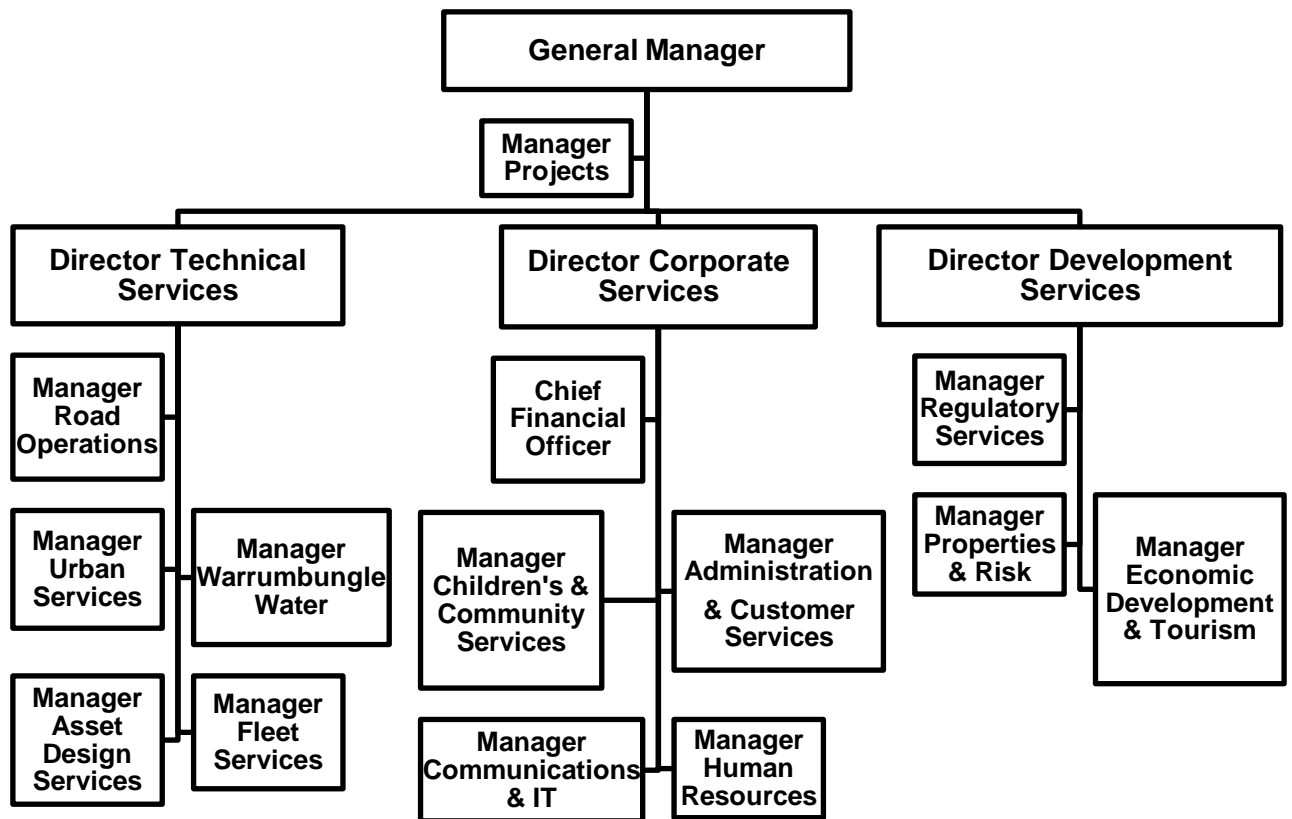 General Manager
Manager
Projects
Director Technical
Services
Director Corporate
Services
Director Development
Services
Manager
Road
Operations
Chief
Financial
Officer
Manager
Regulatory
Services
Manager
Urban
Services
Manager
Warrumbungle
Water
Manager
Children's &
Community
Services
Manager
Administration
& Customer
Services
Manager
Properties
& Risk
Manager
Economic
Development
& Tourism
Manager
Asset
Design
Services
Manager
Fleet
Services
Manager
Communications
& IT
Manager
Human
Resources